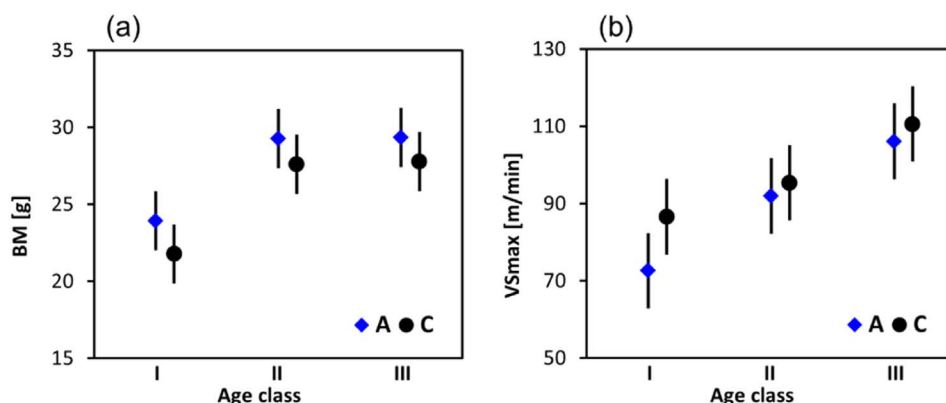 (a)
35
30
25
20
15
BM [g]
A C
I II III
Age class
(b)
130
110
90
70
50
VSmax [m/min]
A C
I II III
Age class